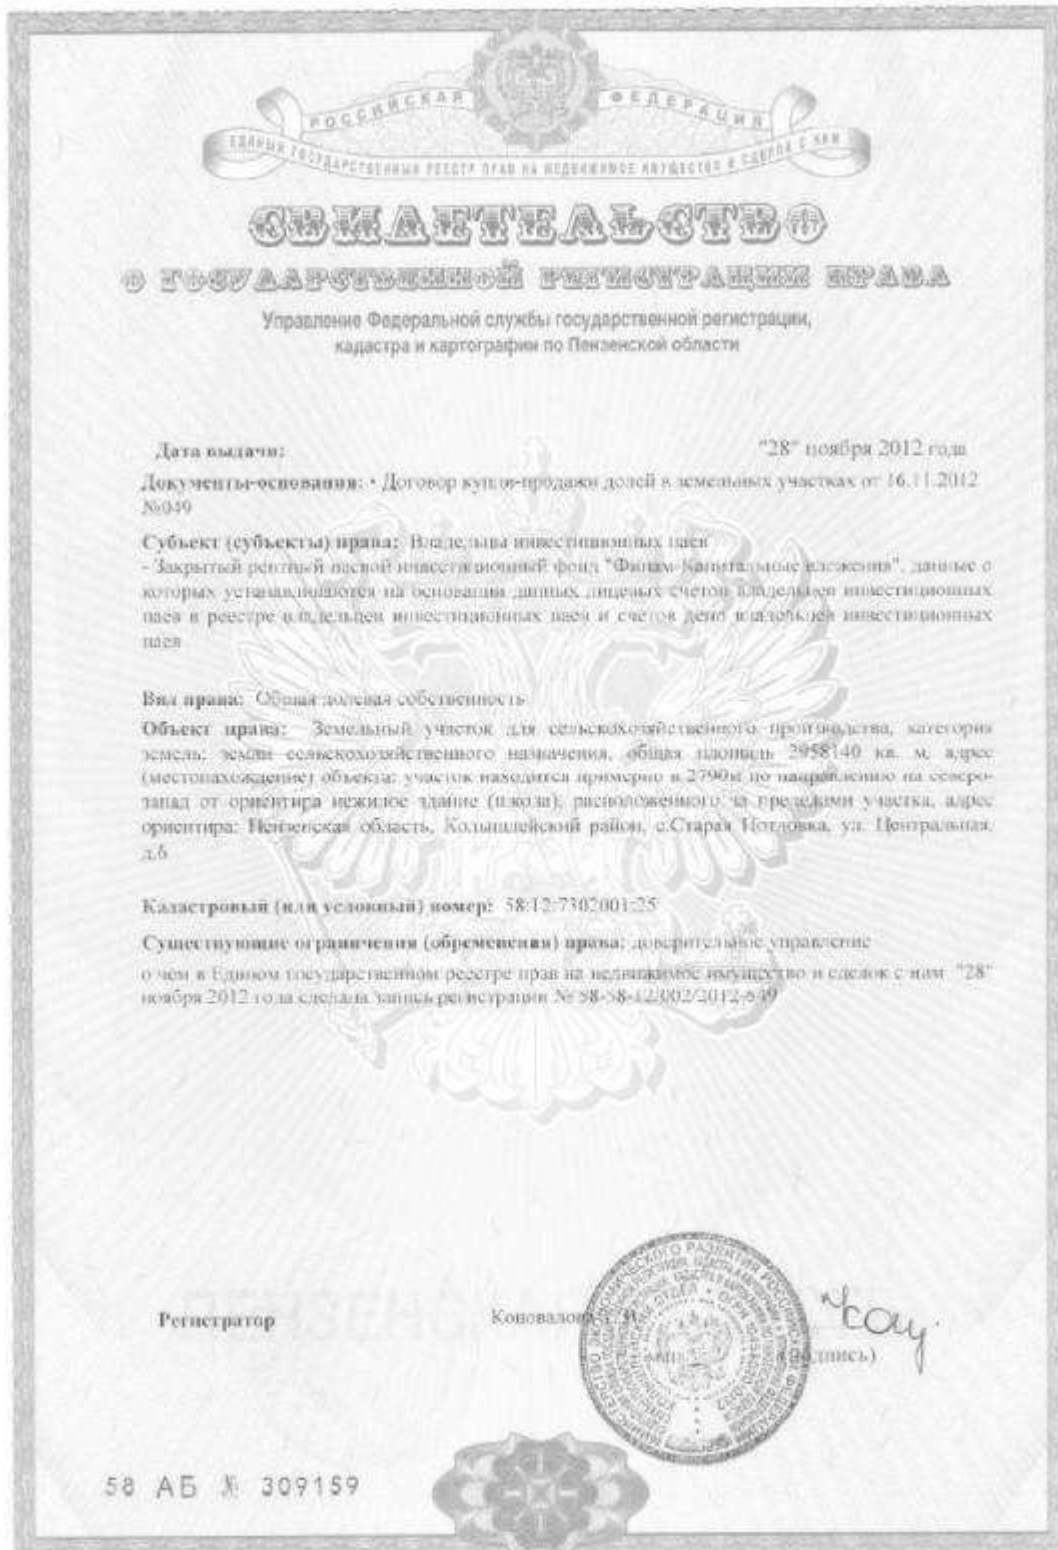 РОССИЙСКАЯ ФЕДЕРАЦИЯ
ЕДИНЫЙ ГОСУДАРСТВЕННЫЙ РЕЕСТР ПРАВ НА НЕДВИЖИМОЕ ИМУЩЕСТВО И СДЕЛОК С НИМ
СВИДЕТЕЛЬСТВО
О ГОСУДАРСТВЕННОЙ РЕГИСТРАЦИИ ПРАВА
Управление Федеральной службы государственной регистрации,
кадастра и картографии по Пензенской области
Дата выдачи: "28" ноября 2012 года
Документы-основания: • Договор купли-продажи долей в земельных участках от 16.11.2012
№049
Субъект (субъекты) права: Владельцы инвестиционных паев
- Закрытый рентный паевой инвестиционный фонд "Финам-Капитальные вложения", данные о
которых устанавливаются на основании данных лицевых счетов владельцев инвестиционных
паев в реестре владельцев инвестиционных паев и счетов депо владельцев инвестиционных
паев
Вид права: Общая долевая собственность
Объект права: Земельный участок для сельскохозяйственного производства, категория
земель: земли сельскохозяйственного назначения, общая площадь 2958140 кв. м, адрес
(местонахождение) объекта: участок находится примерно в 2790м по направлению на северо-
запад от ориентира нежилое здание (школа), расположенного за пределами участка, адрес
ориентира: Пензенская область, Колышлейский район, с.Старая Потловка, ул. Центральная,
д.6
Кадастровый (или условный) номер: 58:12:7302001:25
Существующие ограничения (обременения) права: доверительное управление
о чем в Едином государственном реестре прав на недвижимое имущество и сделок с ним "28"
ноября 2012 года сделана запись регистрации № 58-58-12/002/2012-649
Регистратор Коновалова
(подпись)
58 АБ № 309159